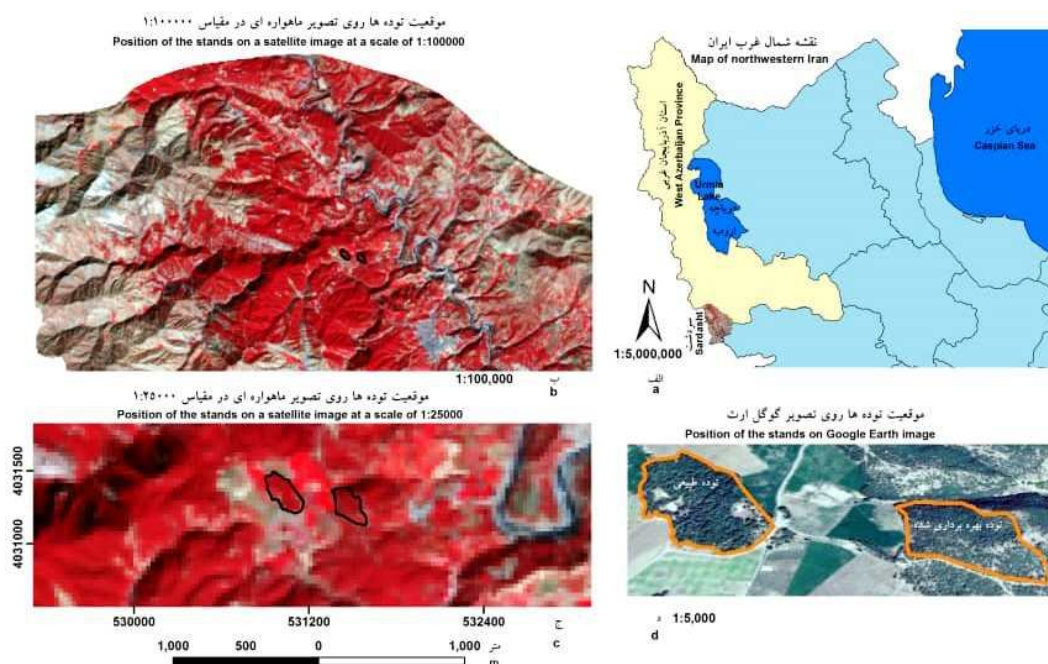 موقعیت توده ها روی تصویر ماهواره ای در مقیاس ۱:۱۰۰۰۰۰
Position of the stands on a satellite image at a scale of 1:100000
1:100,000
ب
b
نقشه شمال غرب ایران
Map of northwestern Iran
استان آذربایجان غربی
West Azerbaijan Province
Urmia
Lake
دریاچه
ارومیه
دریای خزر
Caspian Sea
N
1:5,000,000
سردشت
Sardasht
الف
a
موقعیت توده ها روی تصویر ماهواره ای در مقیاس ۱:۲۵۰۰۰
Position of the stands on a satellite image at a scale of 1:25000
4031500
4031000
530000
531200
532400
ج
c
1,000
500
0
1,000
متر
m
موقعیت توده ها روی تصویر گوگل ارث
Position of the stands on Google Earth image
توده طبیعی
توده بهره برداری شده
د
d
1:5,000